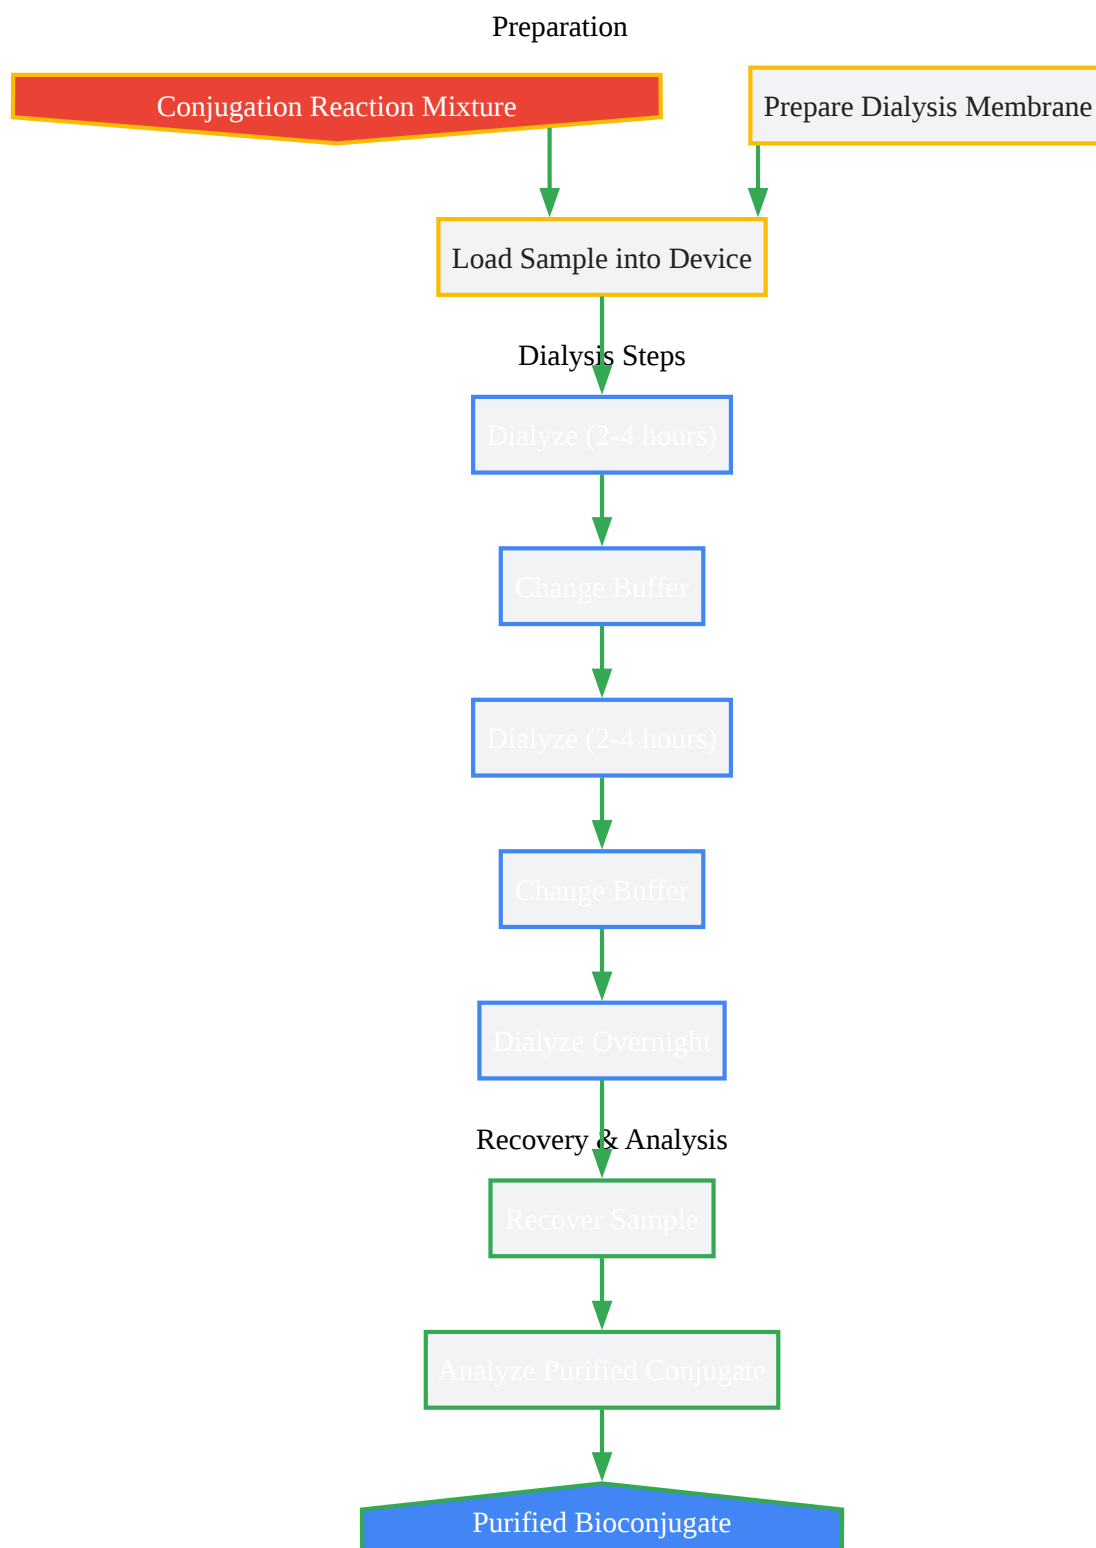 Preparation
Conjugation Reaction Mixture
Prepare Dialysis Membrane
Load Sample into Device
Dialysis Steps
Dialyze (2-4 hours)
Change Buffer
Dialyze (2-4 hours)
Change Buffer
Dialyze Overnight
Recovery & Analysis
Recover Sample
Analyze Purified Conjugate
Purified Bioconjugate